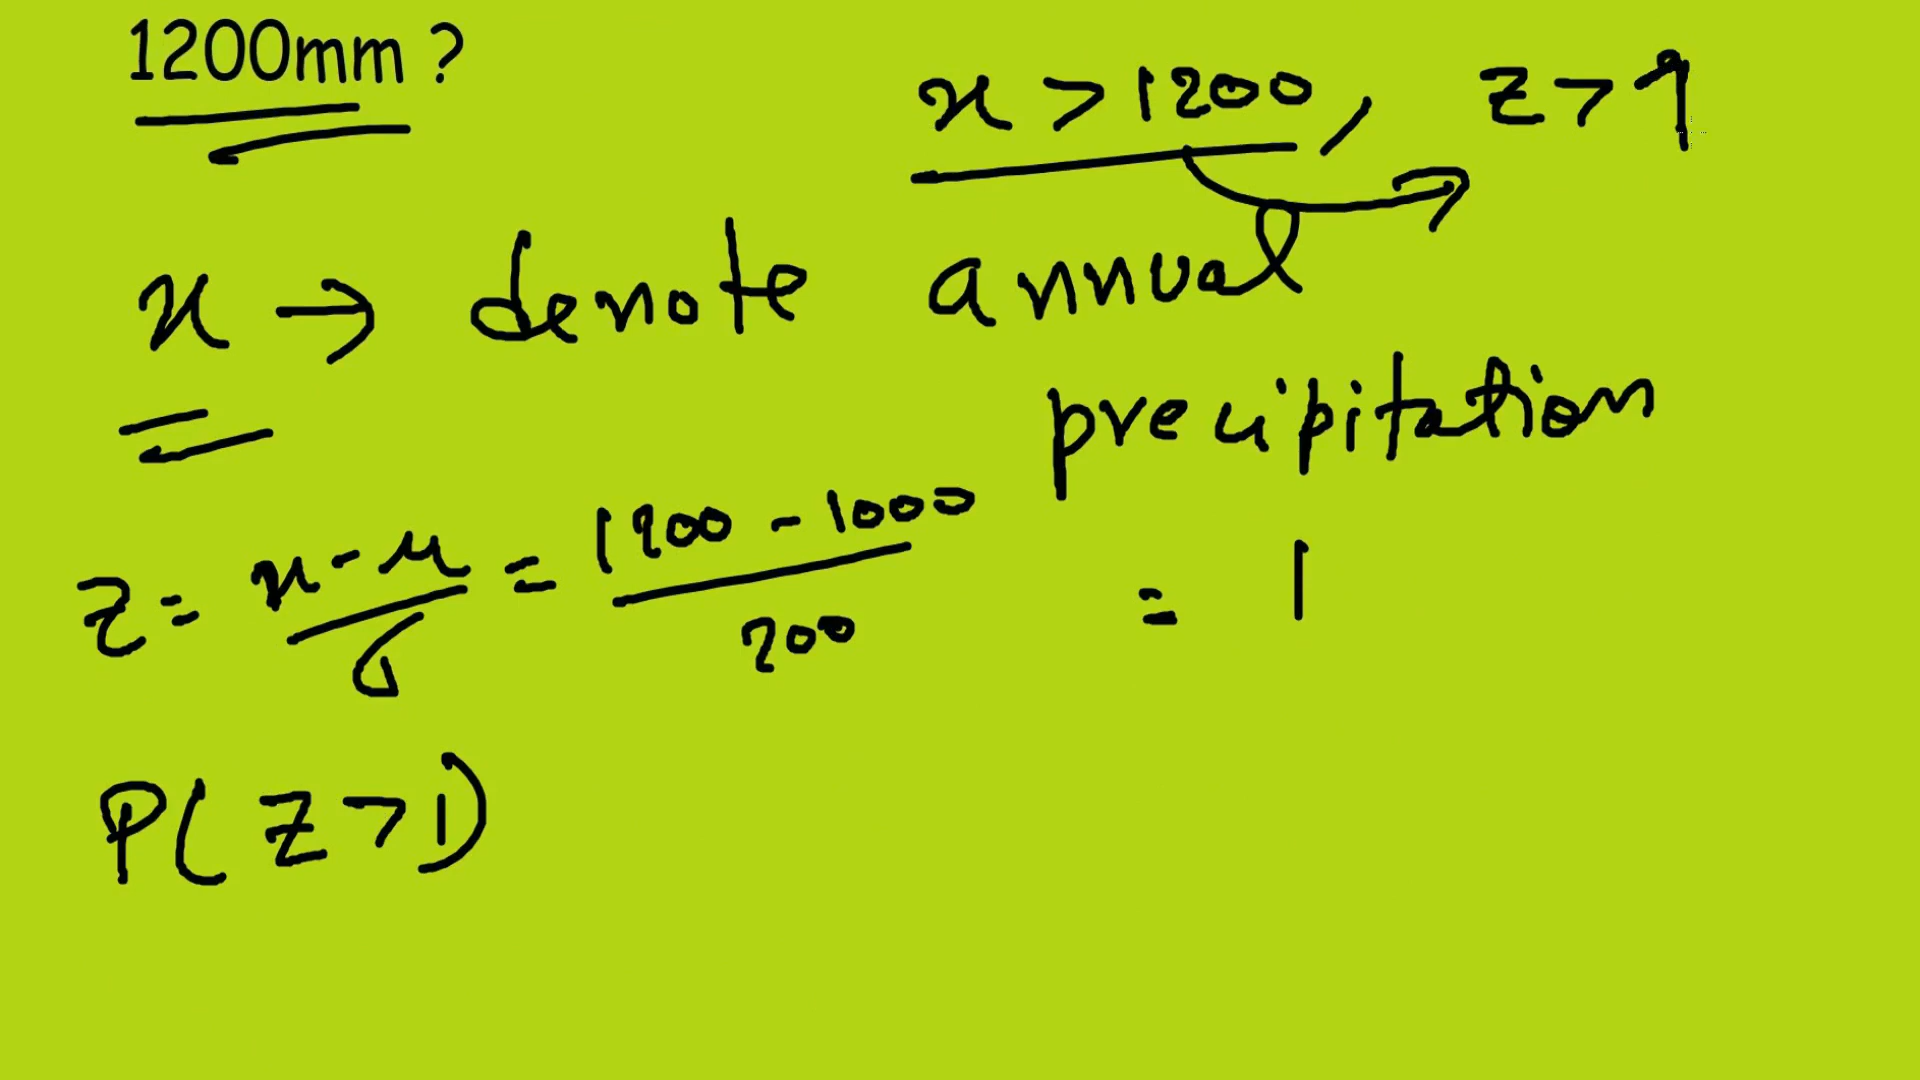 1200mm ?
x > 1200, z > 1
x → denote annual
precipitation
z = x - μ / σ = 1200 - 1000 / 200 = 1
P( z > 1)